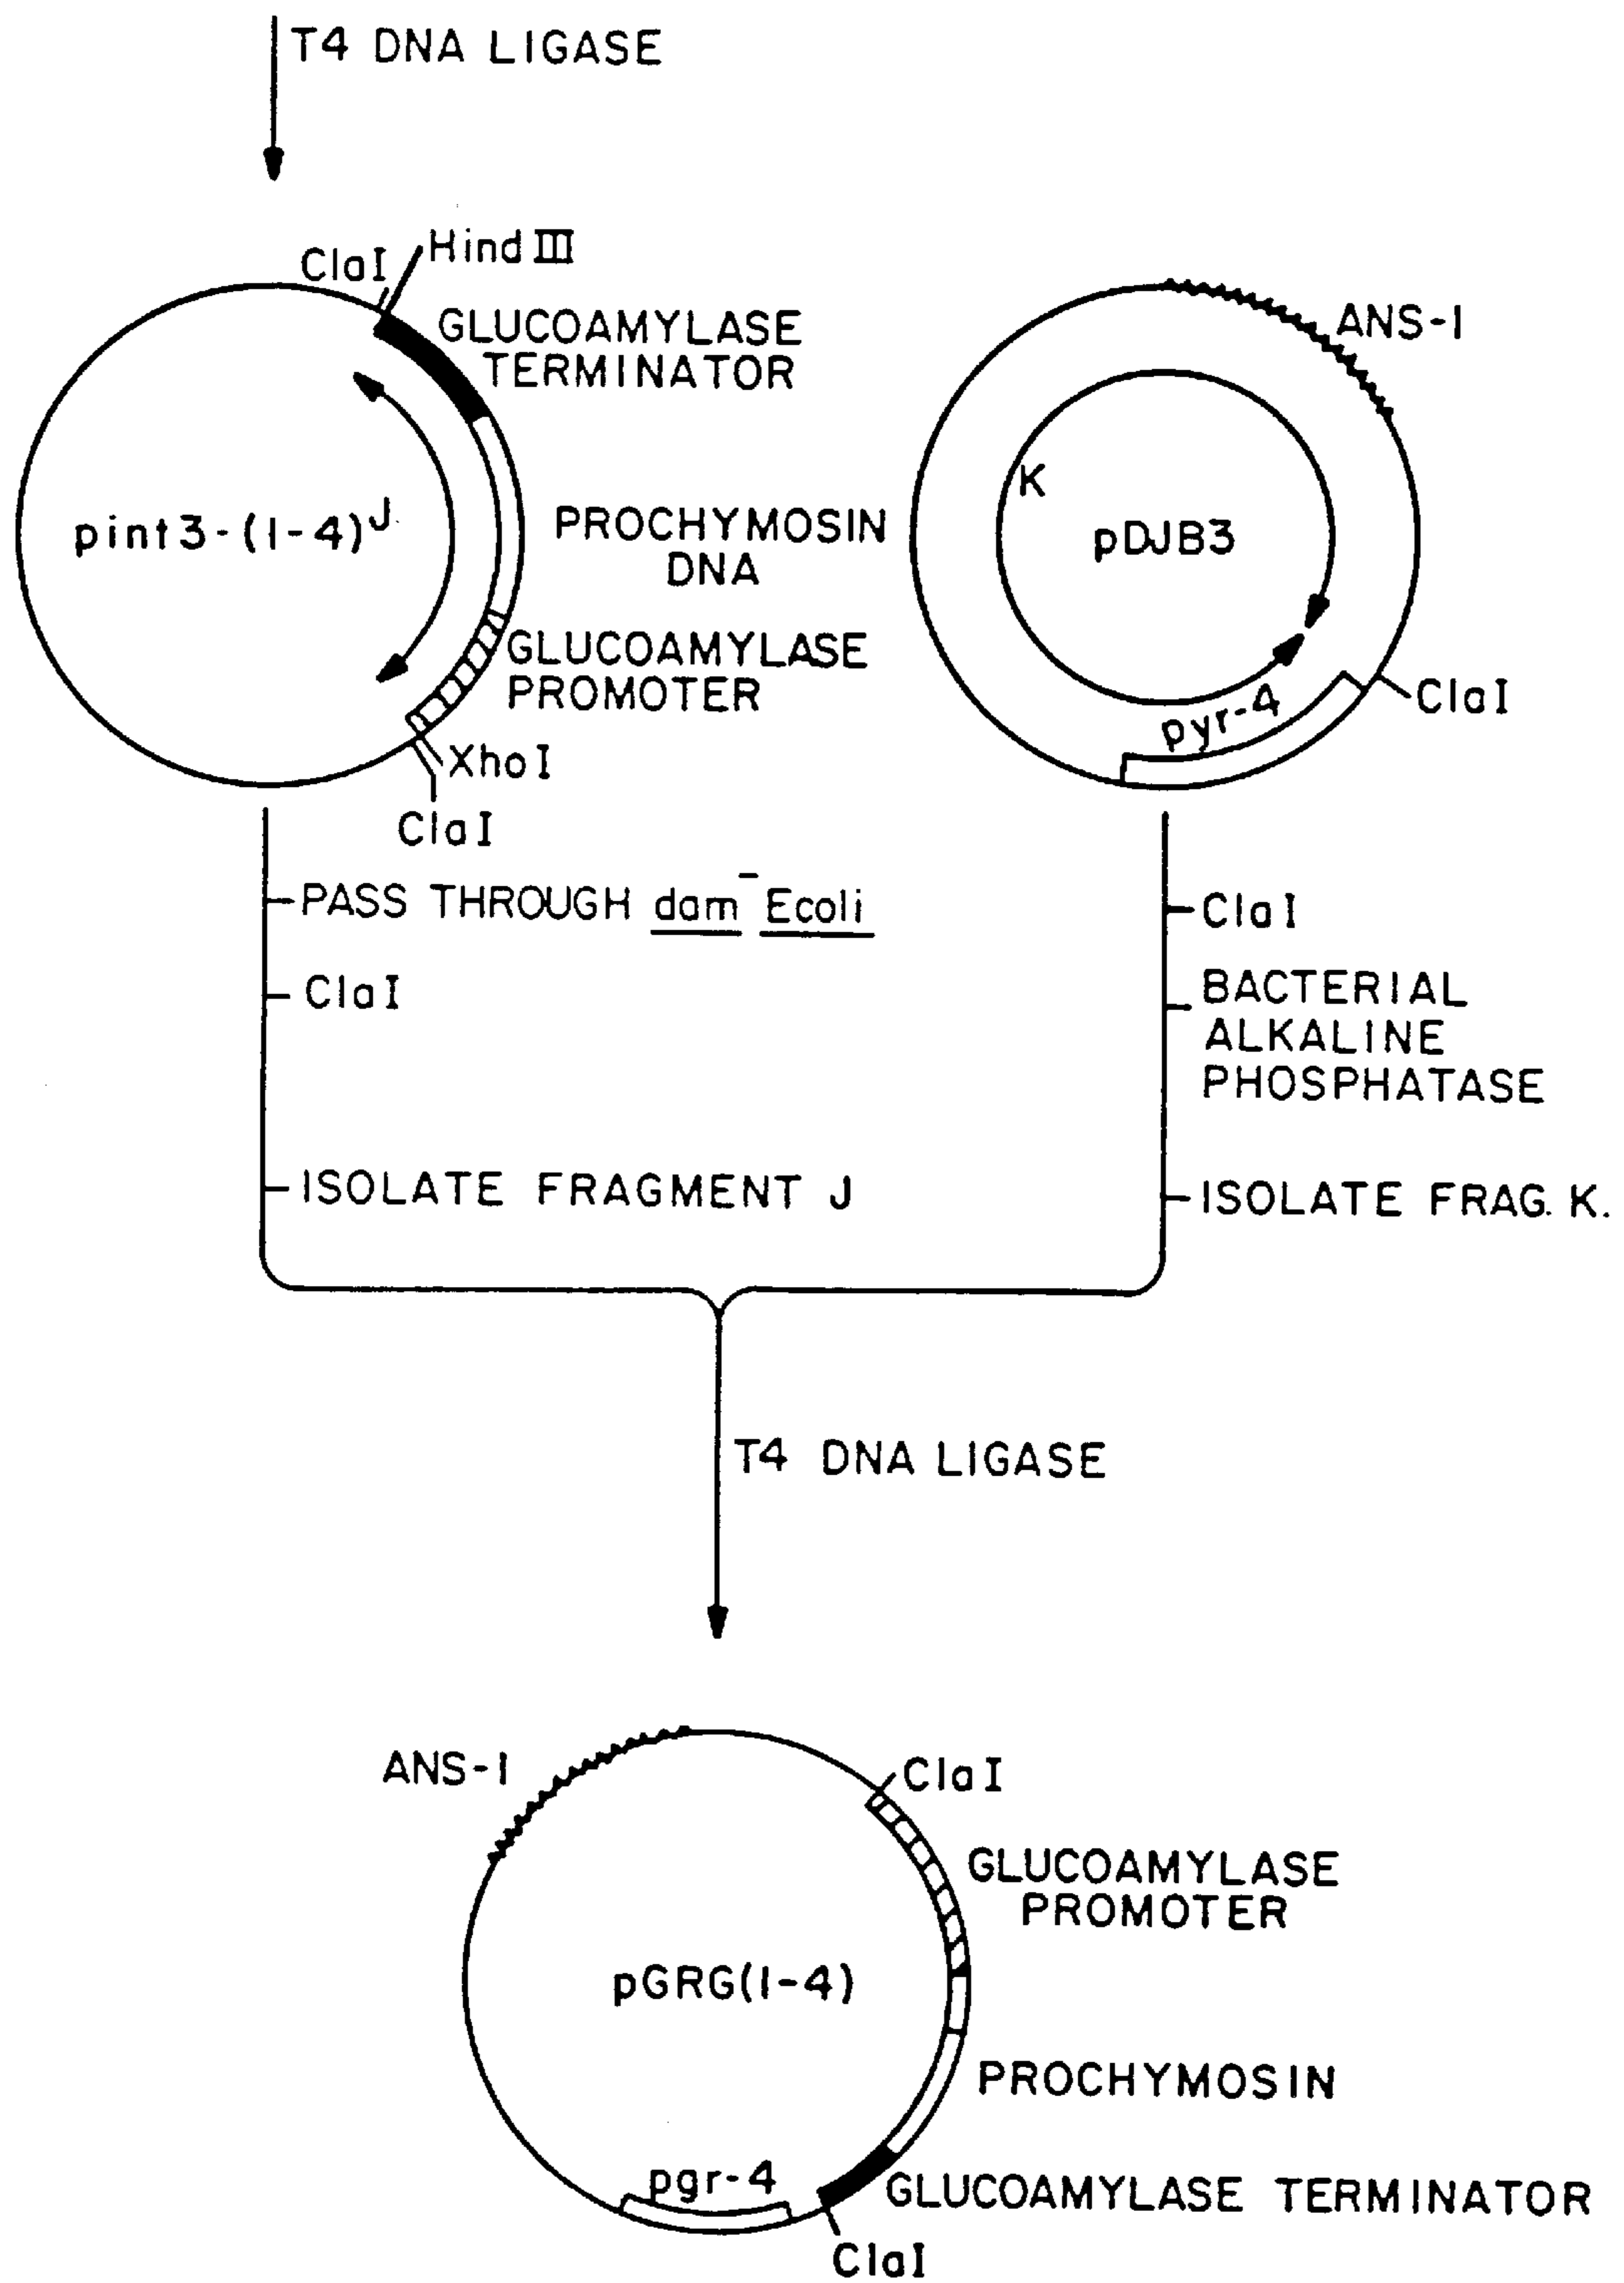 T4 DNA LIGASE
ClaI
Hind III
GLUCOAMYLASE
TERMINATOR
pint3-(1-4)J
PROCHYMOSIN
DNA
GLUCOAMYLASE
PROMOTER
XhoI
ClaI
ANS-1
K
pDJB3
pyr-4
ClaI
PASS THROUGH dam⁻ Ecoli
ClaI
ISOLATE FRAGMENT J
ClaI
BACTERIAL
ALKALINE
PHOSPHATASE
ISOLATE FRAG. K.
T4 DNA LIGASE
ANS-1
ClaI
GLUCOAMYLASE
PROMOTER
pGRG(1-4)
PROCHYMOSIN
pgr-4
GLUCOAMYLASE TERMINATOR
ClaI